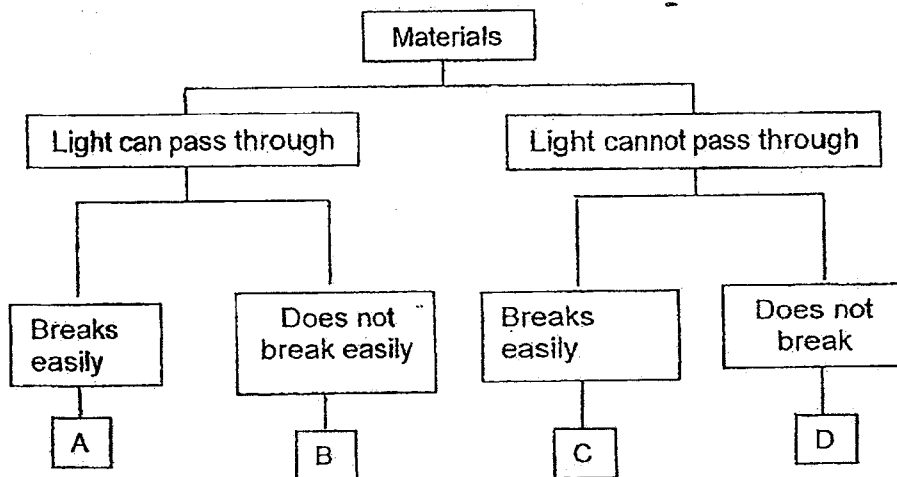 Materials
Light can pass through
Light cannot pass through
Breaks
easily
Does not
break easily
Breaks
easily
Does not
break
A
B
C
D